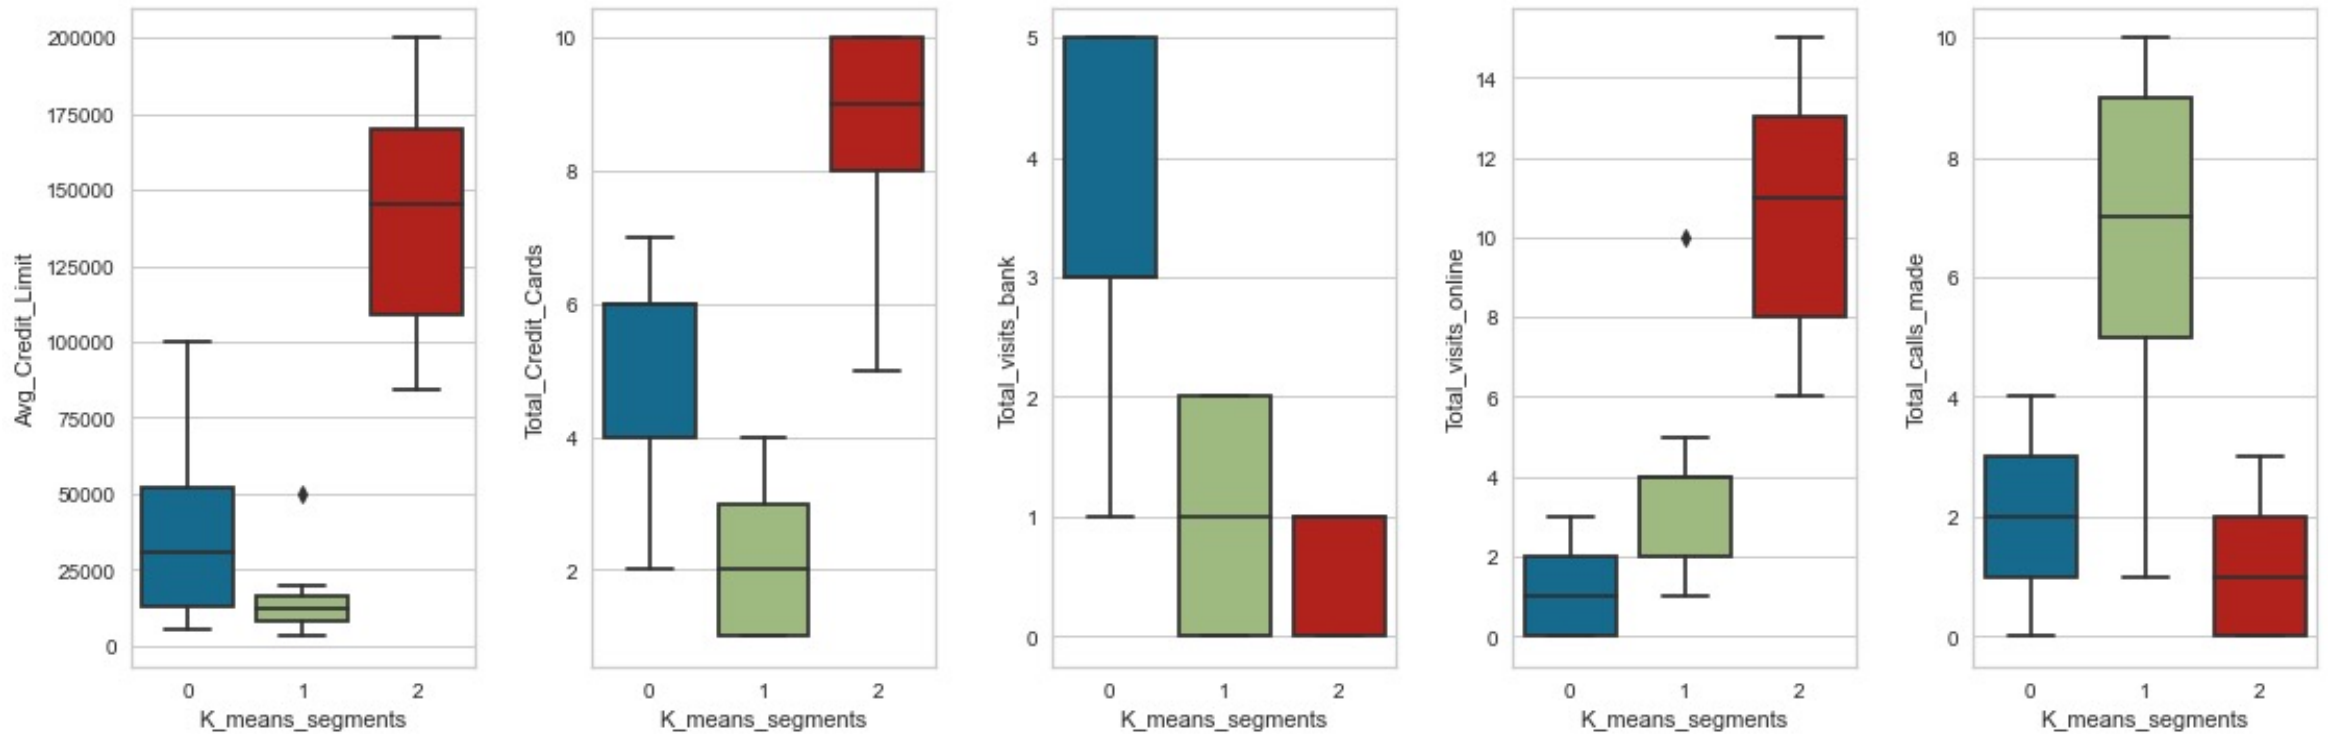 Avg_Credit_Limit
200000
175000
150000
125000
100000
75000
50000
25000
0
0 1 2
K_means_segments
Total_Credit_Cards
10
8
6
4
2
0 1 2
K_means_segments
Total_visits_bank
5
4
3
2
1
0
0 1 2
K_means_segments
Total_visits_online
14
12
10
8
6
4
2
0
0 1 2
K_means_segments
Total_calls_made
10
8
6
4
2
0
0 1 2
K_means_segments